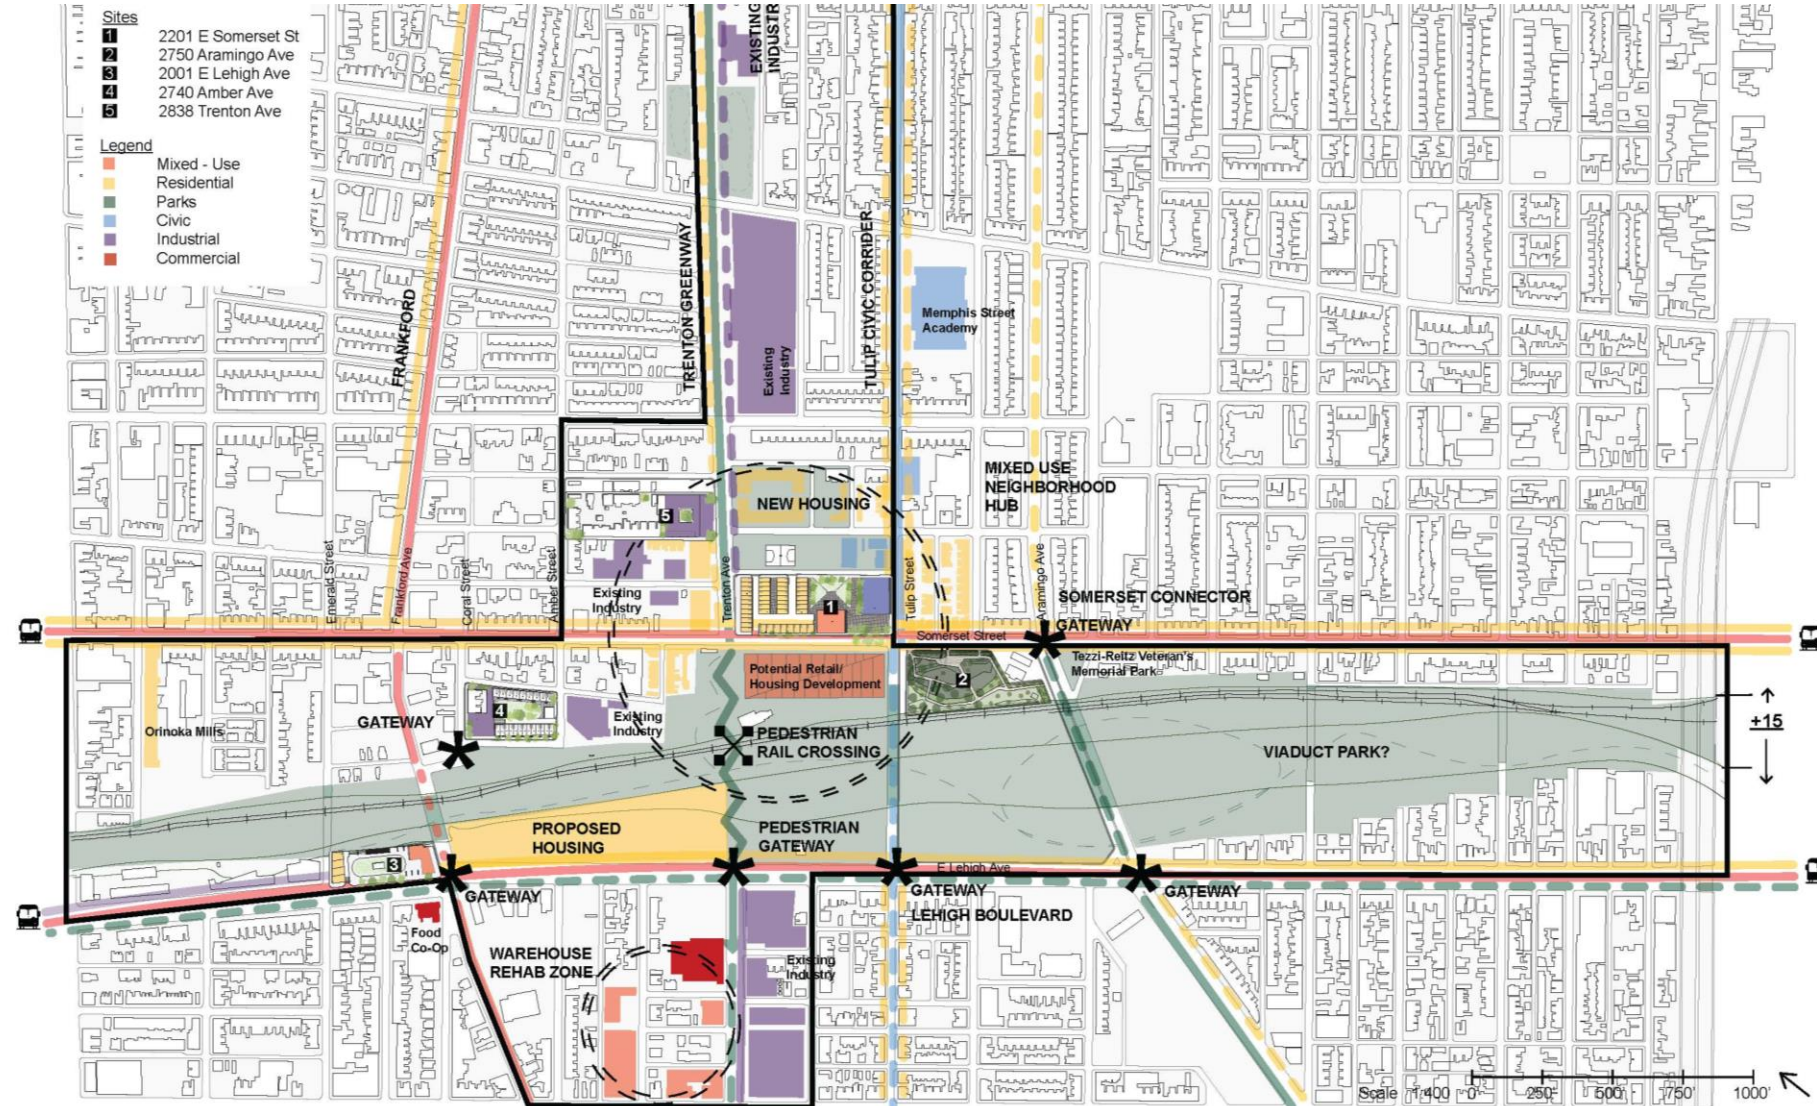 Sites
1 2201 E Somerset St
2 2750 Aramingo Ave
3 2001 E Lehigh Ave
4 2740 Amber Ave
5 2838 Trenton Ave
Legend
Mixed - Use
Residential
Parks
Civic
Industrial
Commercial
EXISTING
INDUSTR
FRANKFORD
TRENTON GREENWAY
TULIP CIVIC CORRIDER
Existing
Industry
Memphis Street
Academy
MIXED USE
NEIGHBORHOOD
HUB
NEW HOUSING
5
Emerald Street
Frankford Ave
Coral Street
Amber Street
Trenton Ave
Tulip Street
Aramingo Ave
Existing
Industry
1
SOMERSET CONNECTOR
GATEWAY
Somerset Street
Tezzi-Reitz Veteran's
Memorial Park
Potential Retail/
Housing Development
2
4
GATEWAY
Orinoka Mills
Existing
Industry
PEDESTRIAN
RAIL CROSSING
VIADUCT PARK?
+15
PROPOSED
HOUSING
PEDESTRIAN
GATEWAY
3
E Lehigh Ave
GATEWAY
GATEWAY
GATEWAY
LEHIGH BOULEVARD
Food
Co-Op
WAREHOUSE
REHAB ZONE
Existing
Industry
Scale 1:400 0' 250' 500' 750' 1000'